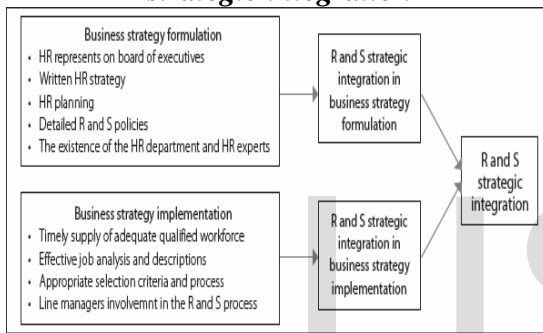 strategic integration
Business strategy formulation
• HR represents on board of executives
• Written HR strategy
• HR planning
• Detailed R and S policies
• The existence of the HR department and HR experts
R and S strategic
integration in
business strategy
formulation
R and S
strategic
integration
Business strategy implementation
• Timely supply of adequate qualified workforce
• Effective job analysis and descriptions
• Appropriate selection criteria and process
• Line managers involvemnt in the R and S process
R and S strategic
integration in
business strategy
implementation